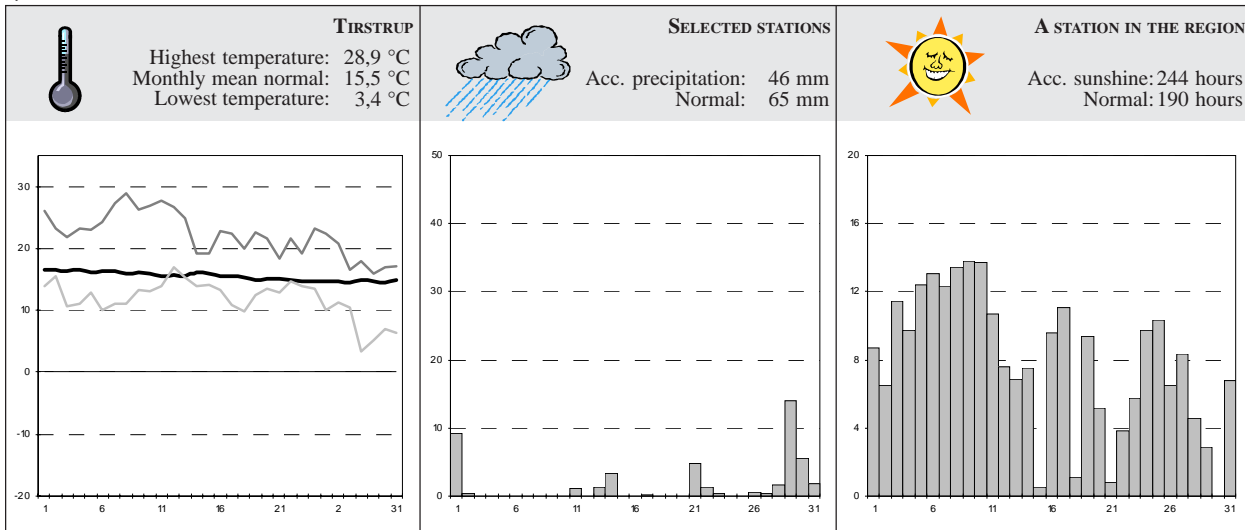 TIRSTRUP
Highest temperature: 28,9 °C
Monthly mean normal: 15,5 °C
Lowest temperature: 3,4 °C
30
20
10
0
-10
-20
1 6 11 16 21 2 31
SELECTED STATIONS
Acc. precipitation: 46 mm
Normal: 65 mm
50
40
30
20
10
0
1 6 11 16 21 26 31
A STATION IN THE REGION
Acc. sunshine: 244 hours
Normal: 190 hours
20
16
12
8
4
0
1 6 11 16 21 26 31